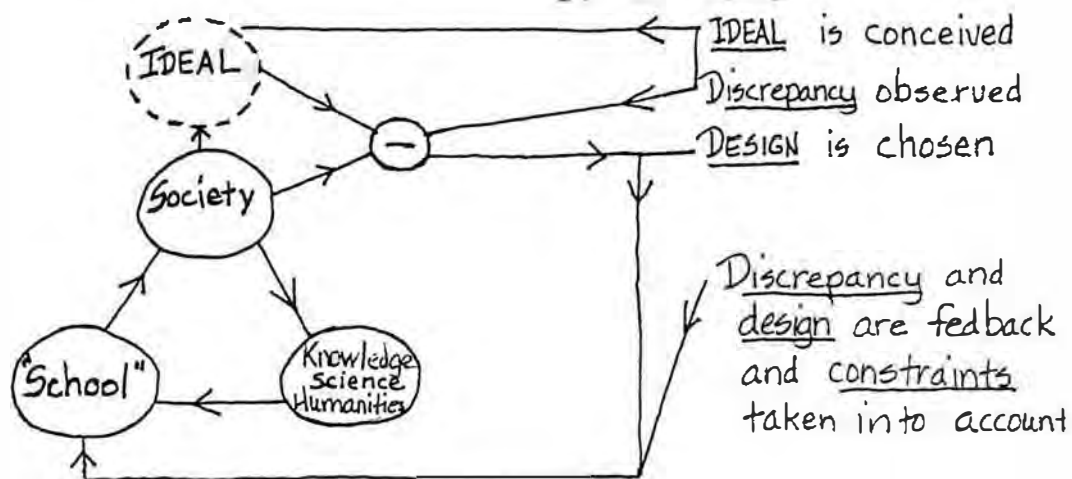 IDEAL
IDEAL is conceived
Discrepancy observed
DESIGN is chosen
–
Society
"School"
Knowledge
Science
Humanities
Discrepancy and
design are fedback
and constraints
taken into account